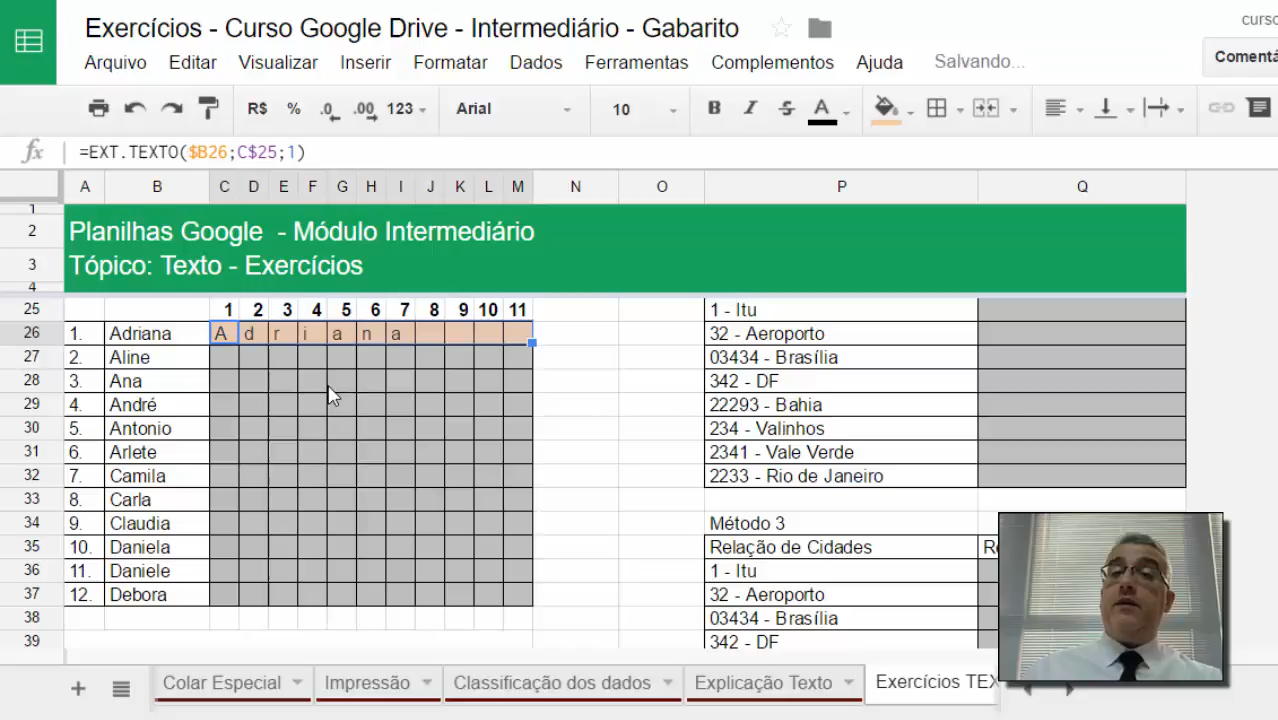 Exercícios - Curso Google Drive - Intermediário - Gabarito
curso
Arquivo Editar Visualizar Inserir Formatar Dados Ferramentas Complementos Ajuda Salvando...
Comentá
R$ % .0 .00 123 Arial 10 B I S A
fx =EXT.TEXTO($B26;C$25;1)
A B C D E F G H I J K L M N O P Q
1
2 Planilhas Google - Módulo Intermediário
3 Tópico: Texto - Exercícios
4
25 1 2 3 4 5 6 7 8 9 10 11 1 - Itu
26 1. Adriana A d r i a n a 32 - Aeroporto
27 2. Aline 03434 - Brasília
28 3. Ana 342 - DF
29 4. André 22293 - Bahia
30 5. Antonio 234 - Valinhos
31 6. Arlete 2341 - Vale Verde
32 7. Camila 2233 - Rio de Janeiro
33 8. Carla
34 9. Claudia Método 3
35 10. Daniela Relação de Cidades Re
36 11. Daniele 1 - Itu
37 12. Debora 32 - Aeroporto
38 03434 - Brasília
39 342 - DF
+ Colar Especial Impressão Classificação dos dados Explicação Texto Exercícios TEX